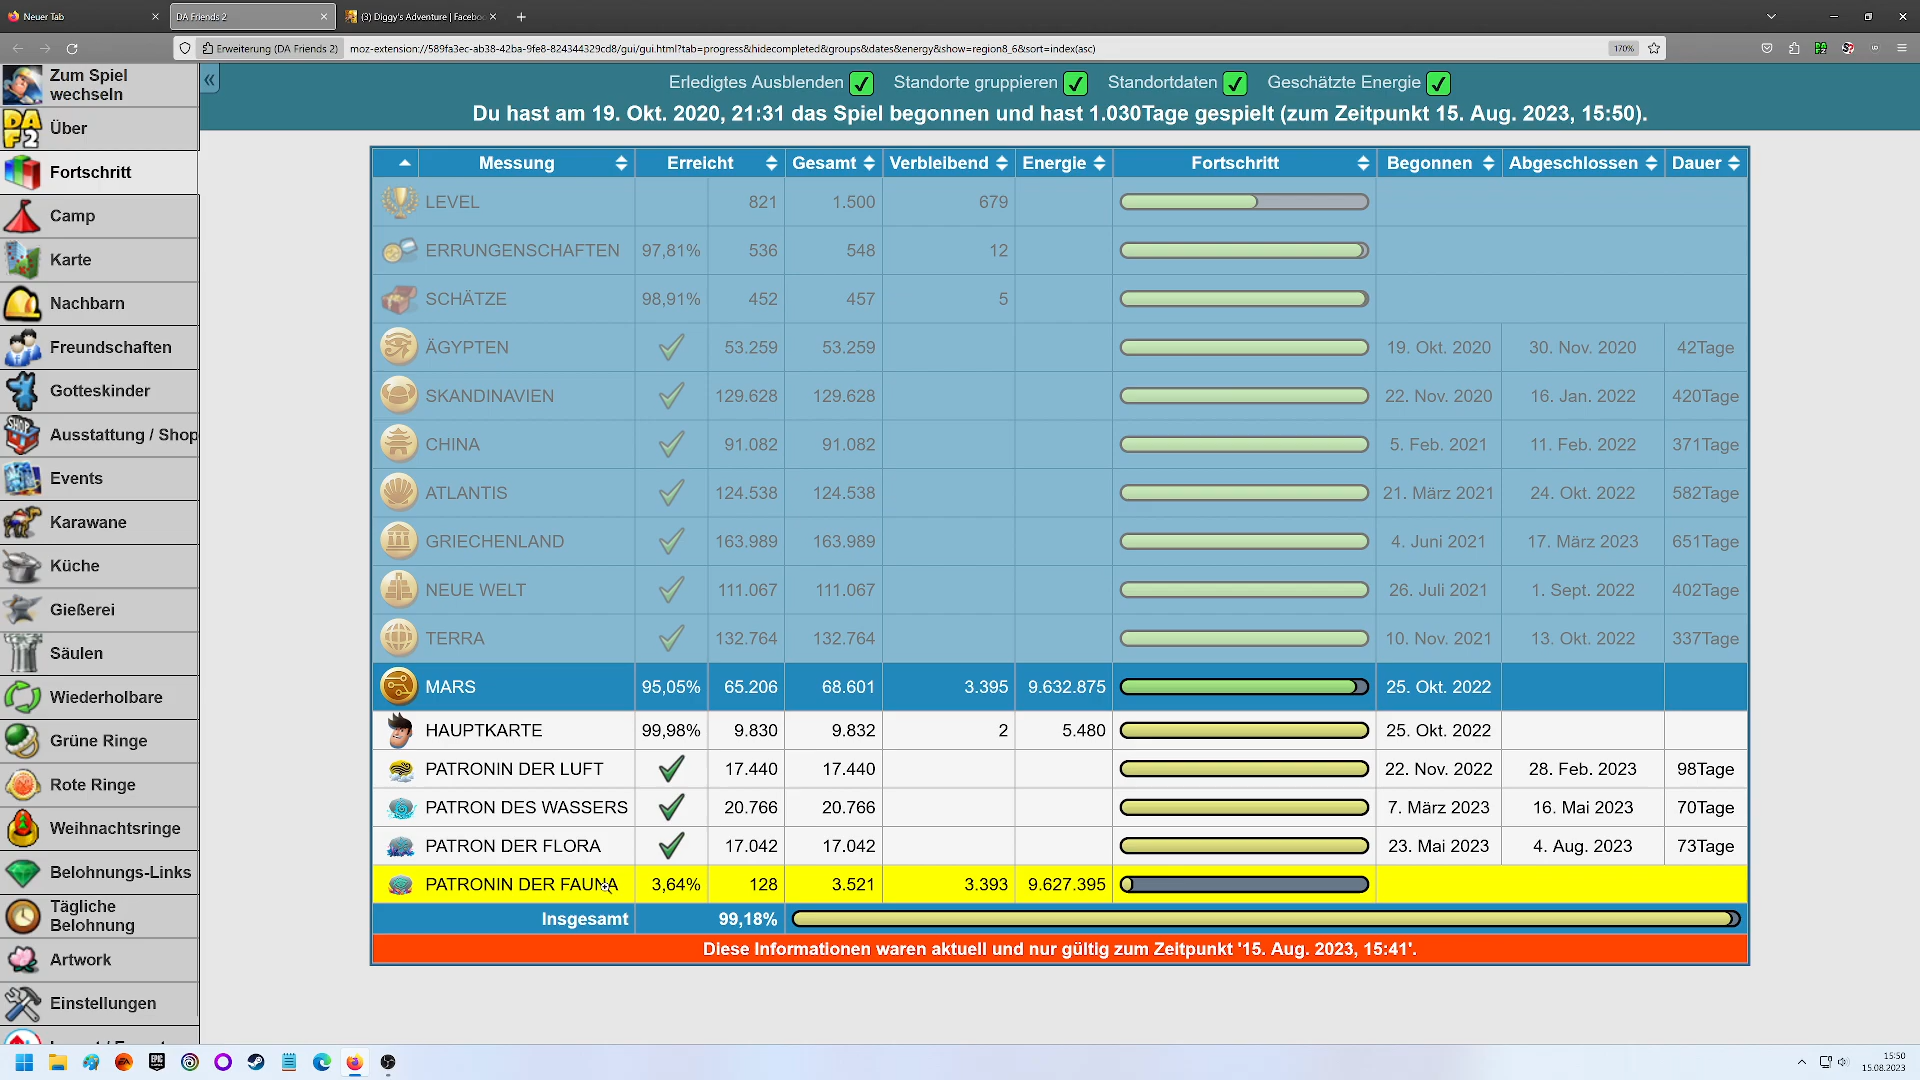 Neuer Tab
DA Friends 2
(3) Diggy's Adventure | Faceboo
Erweiterung (DA Friends 2)
moz-extension://589fa3ec-ab38-42ba-9fe8-824344329cd8/gui/gui.html?tab=progress&hidecompleted&groups&dates&energy&show=region8_6&sort=index(asc)
170%
Zum Spiel
wechseln
Über
Fortschritt
Camp
Karte
Nachbarn
Freundschaften
Gotteskinder
Ausstattung / Shop
Events
Karawane
Küche
Gießerei
Säulen
Wiederholbare
Grüne Ringe
Rote Ringe
Weihnachtsringe
Belohnungs-Links
Tägliche
Belohnung
Artwork
Einstellungen
Erledigtes Ausblenden Standorte gruppieren Standortdaten Geschätzte Energie
Du hast am 19. Okt. 2020, 21:31 das Spiel begonnen und hast 1.030Tage gespielt (zum Zeitpunkt 15. Aug. 2023, 15:50).
Messung Erreicht Gesamt Verbleibend Energie Fortschritt Begonnen Abgeschlossen Dauer
LEVEL 821 1.500 679
ERRUNGENSCHAFTEN 97,81% 536 548 12
SCHÄTZE 98,91% 452 457 5
ÄGYPTEN 53.259 53.259 19. Okt. 2020 30. Nov. 2020 42Tage
SKANDINAVIEN 129.628 129.628 22. Nov. 2020 16. Jan. 2022 420Tage
CHINA 91.082 91.082 5. Feb. 2021 11. Feb. 2022 371Tage
ATLANTIS 124.538 124.538 21. März 2021 24. Okt. 2022 582Tage
GRIECHENLAND 163.989 163.989 4. Juni 2021 17. März 2023 651Tage
NEUE WELT 111.067 111.067 26. Juli 2021 1. Sept. 2022 402Tage
TERRA 132.764 132.764 10. Nov. 2021 13. Okt. 2022 337Tage
MARS 95,05% 65.206 68.601 3.395 9.632.875 25. Okt. 2022
HAUPTKARTE 99,98% 9.830 9.832 2 5.480 25. Okt. 2022
PATRONIN DER LUFT 17.440 17.440 22. Nov. 2022 28. Feb. 2023 98Tage
PATRON DES WASSERS 20.766 20.766 7. März 2023 16. Mai 2023 70Tage
PATRON DER FLORA 17.042 17.042 23. Mai 2023 4. Aug. 2023 73Tage
PATRONIN DER FAUNA 3,64% 128 3.521 3.393 9.627.395
Insgesamt 99,18%
Diese Informationen waren aktuell und nur gültig zum Zeitpunkt '15. Aug. 2023, 15:41'.
15:50
15.08.2023